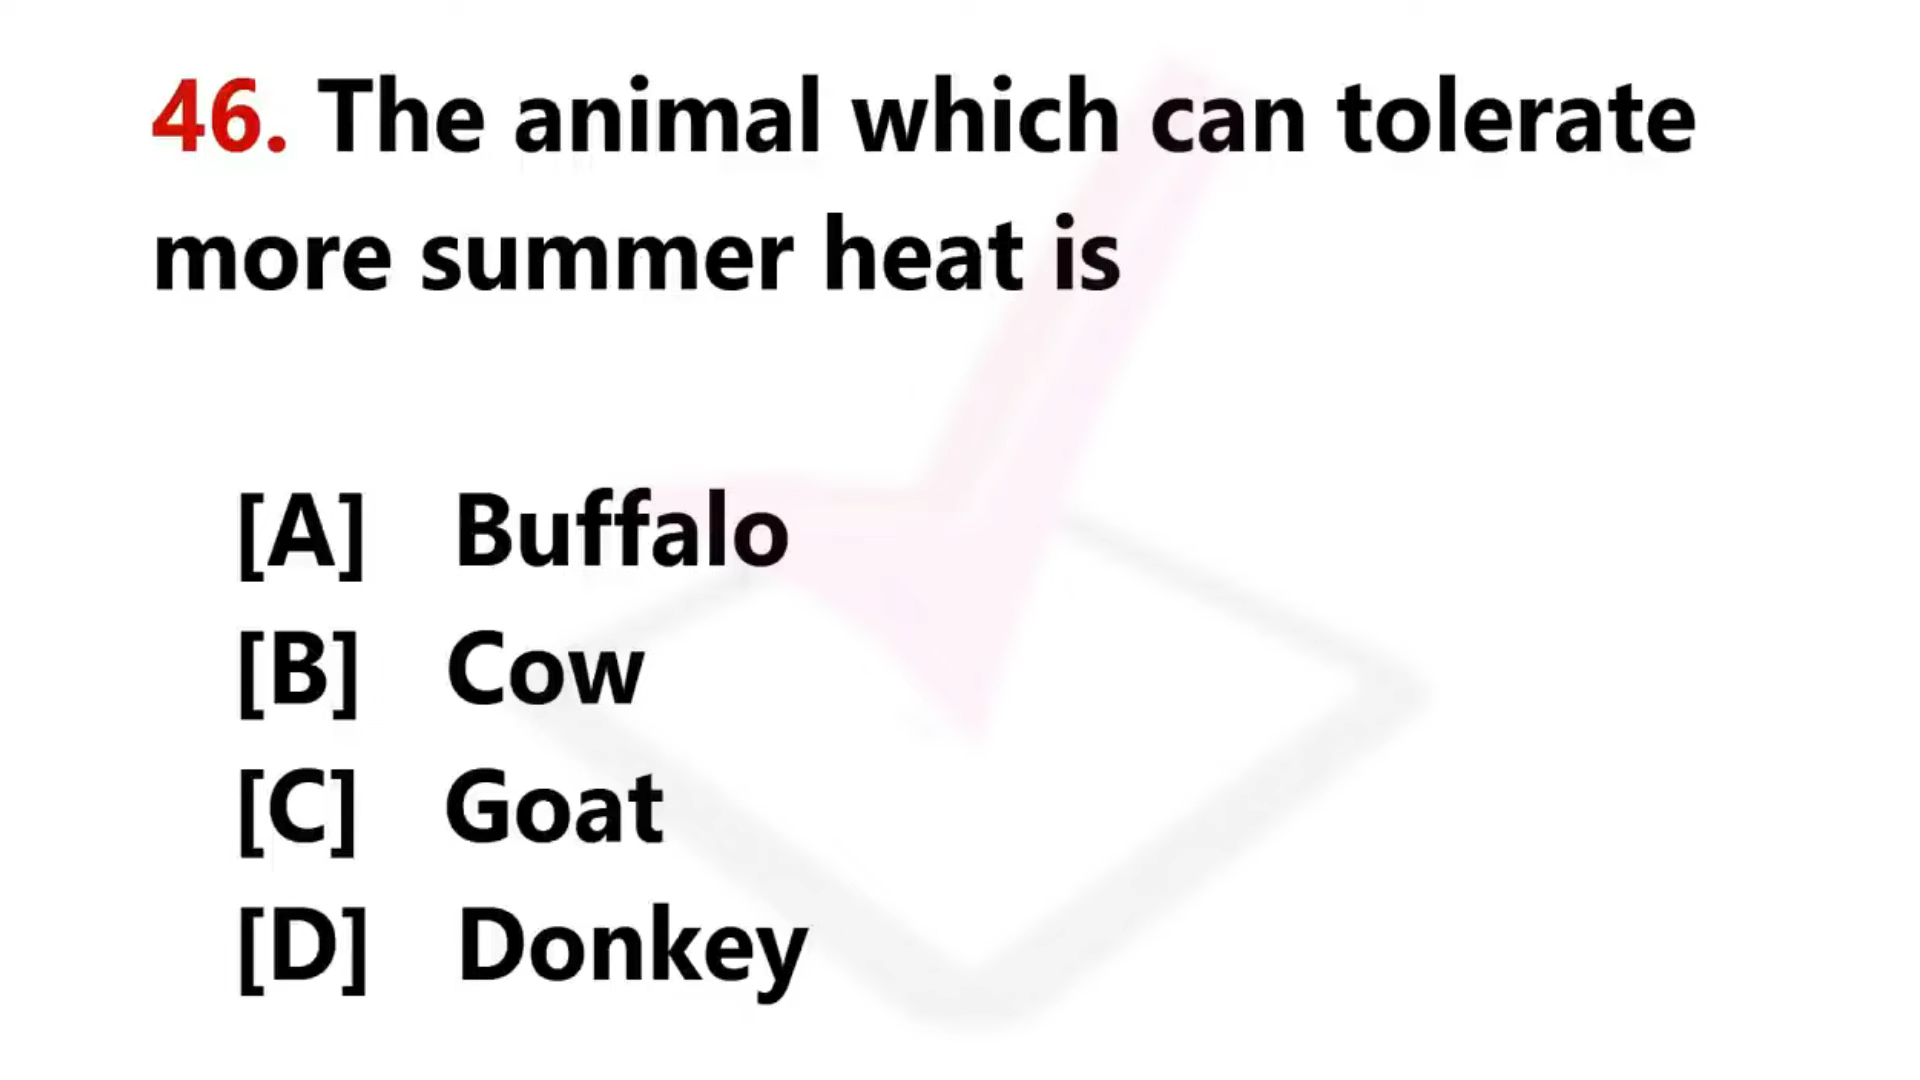 46. The animal which can tolerate
more summer heat is
[A] Buffalo
[B] Cow
[C] Goat
[D] Donkey